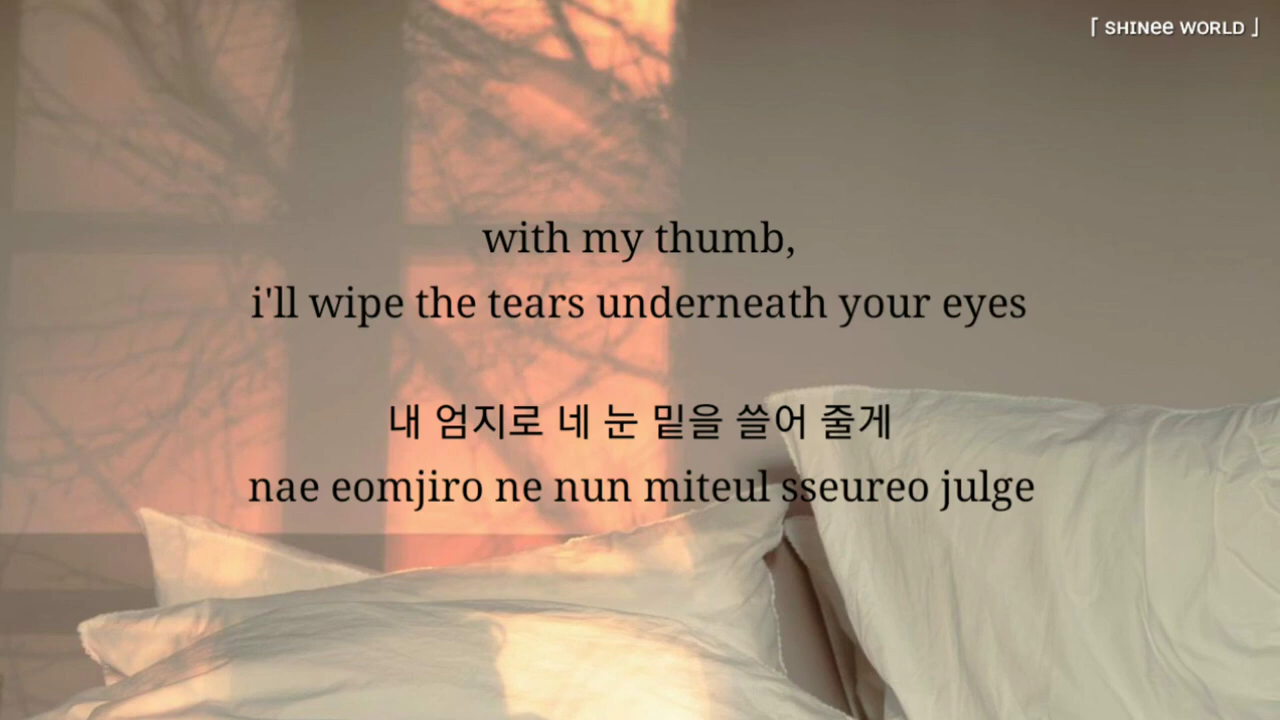 「 SHINee WORLD 」
with my thumb,
i'll wipe the tears underneath your eyes
내 엄지로 네 눈 밑을 쓸어 줄게
nae eomjiro ne nun miteul sseureo julge